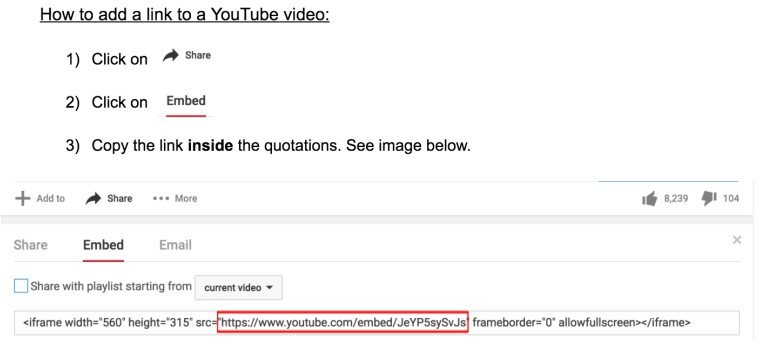 How to add a link to a YouTube video:
1) Click on Share
2) Click on Embed
3) Copy the link inside the quotations. See image below.
Add to Share More 8,239 104
Share Embed Email ×
Share with playlist starting from current video
<iframe width="560" height="315" src="https://www.youtube.com/embed/JeYP5sySvJs" frameborder="0" allowfullscreen></iframe>